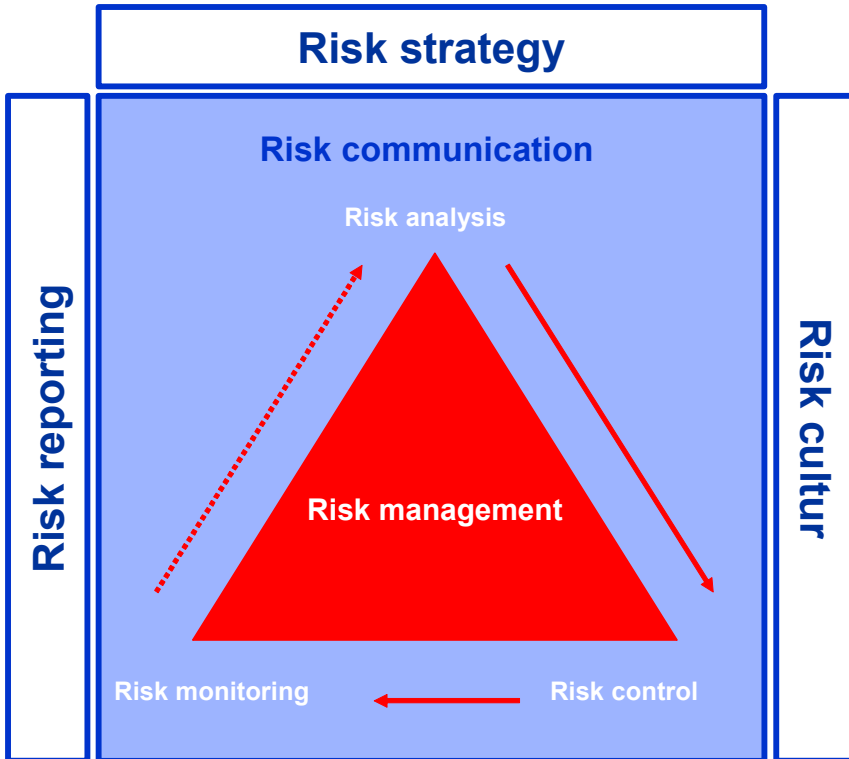 Risk strategy
Risk reporting
Risk communication
Risk analysis
Risk management
Risk monitoring
Risk control
Risk cultur